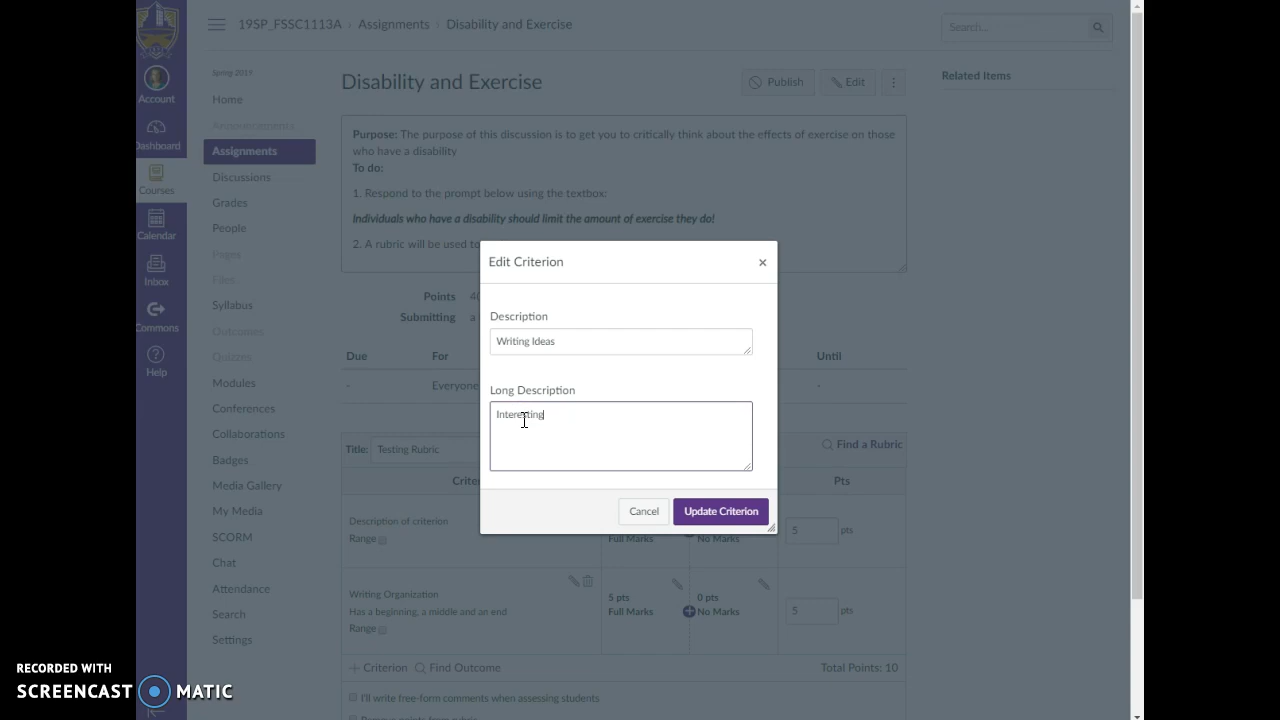 19SP_FSSC1113A
Assignments
Disability and Exercise
Search...
Account
Dashboard
Courses
Calendar
Inbox
Commons
Help
Spring 2019
Home
Announcements
Assignments
Discussions
Grades
People
Pages
Files
Syllabus
Outcomes
Quizzes
Modules
Conferences
Collaborations
Badges
Media Gallery
My Media
SCORM
Chat
Attendance
Search
Settings
Disability and Exercise
Publish
Edit
Related Items
Purpose: The purpose of this discussion is to get you to critically think about the effects of exercise on those
who have a disability
To do:
1. Respond to the prompt below using the textbox:
Individuals who have a disability should limit the amount of exercise they do!
2. A rubric will be used to
Points
Submitting a
Due For Until
- Everyone -
Edit Criterion
×
Description
Writing Ideas
Long Description
Interesting
Cancel
Update Criterion
Title: Testing Rubric
Find a Rubric
Pts
Description of criterion
Range
Full Marks
No Marks
5 pts
Writing Organization
Has a beginning, a middle and an end
Range
5 pts
Full Marks
0 pts
No Marks
5 pts
+ Criterion
Find Outcome
Total Points: 10
I'll write free-form comments when assessing students
RECORDED WITH
SCREENCAST MATIC